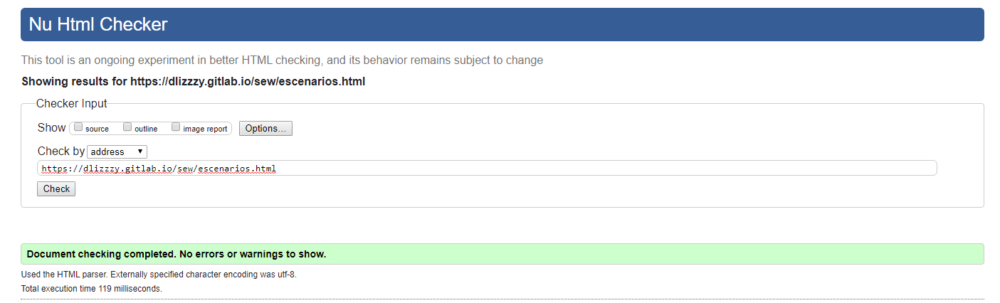 Nu Html Checker
This tool is an ongoing experiment in better HTML checking, and its behavior remains subject to change
Showing results for https://dlizzzy.gitlab.io/sew/escenarios.html
Checker Input
Show source outline image report Options...
Check by address
https://dlizzzy.gitlab.io/sew/escenarios.html
Check
Document checking completed. No errors or warnings to show.
Used the HTML parser. Externally specified character encoding was utf-8.
Total execution time 119 milliseconds.